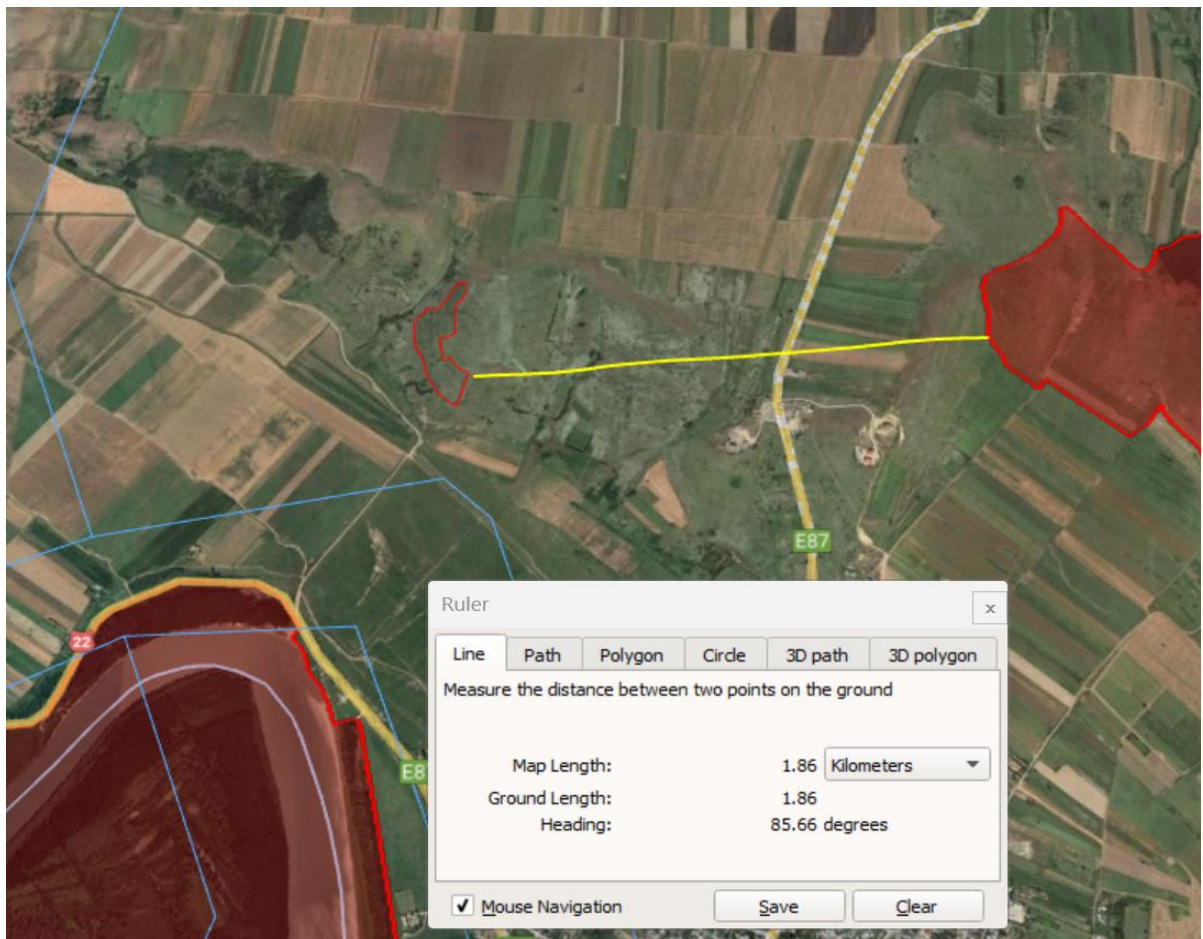 E87
22
E8
Ruler
x
Line Path Polygon Circle 3D path 3D polygon
Measure the distance between two points on the ground
Map Length: 1.86 Kilometers
Ground Length: 1.86
Heading: 85.66 degrees
✓ Mouse Navigation Save Clear